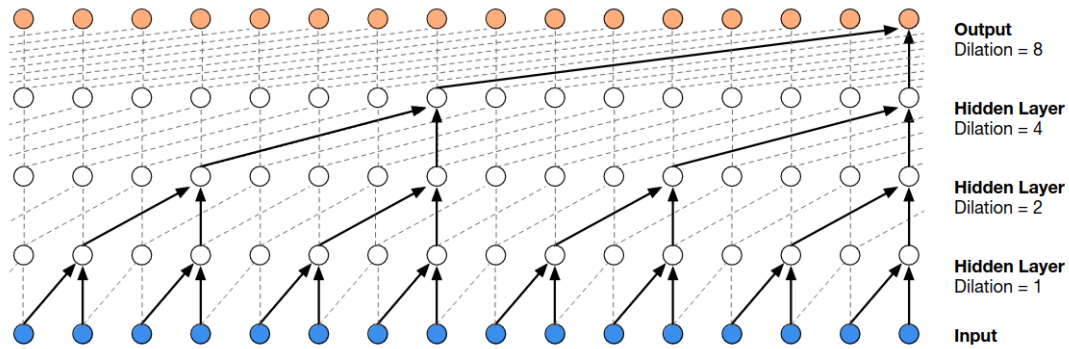 Output
Dilation = 8
Hidden Layer
Dilation = 4
Hidden Layer
Dilation = 2
Hidden Layer
Dilation = 1
Input